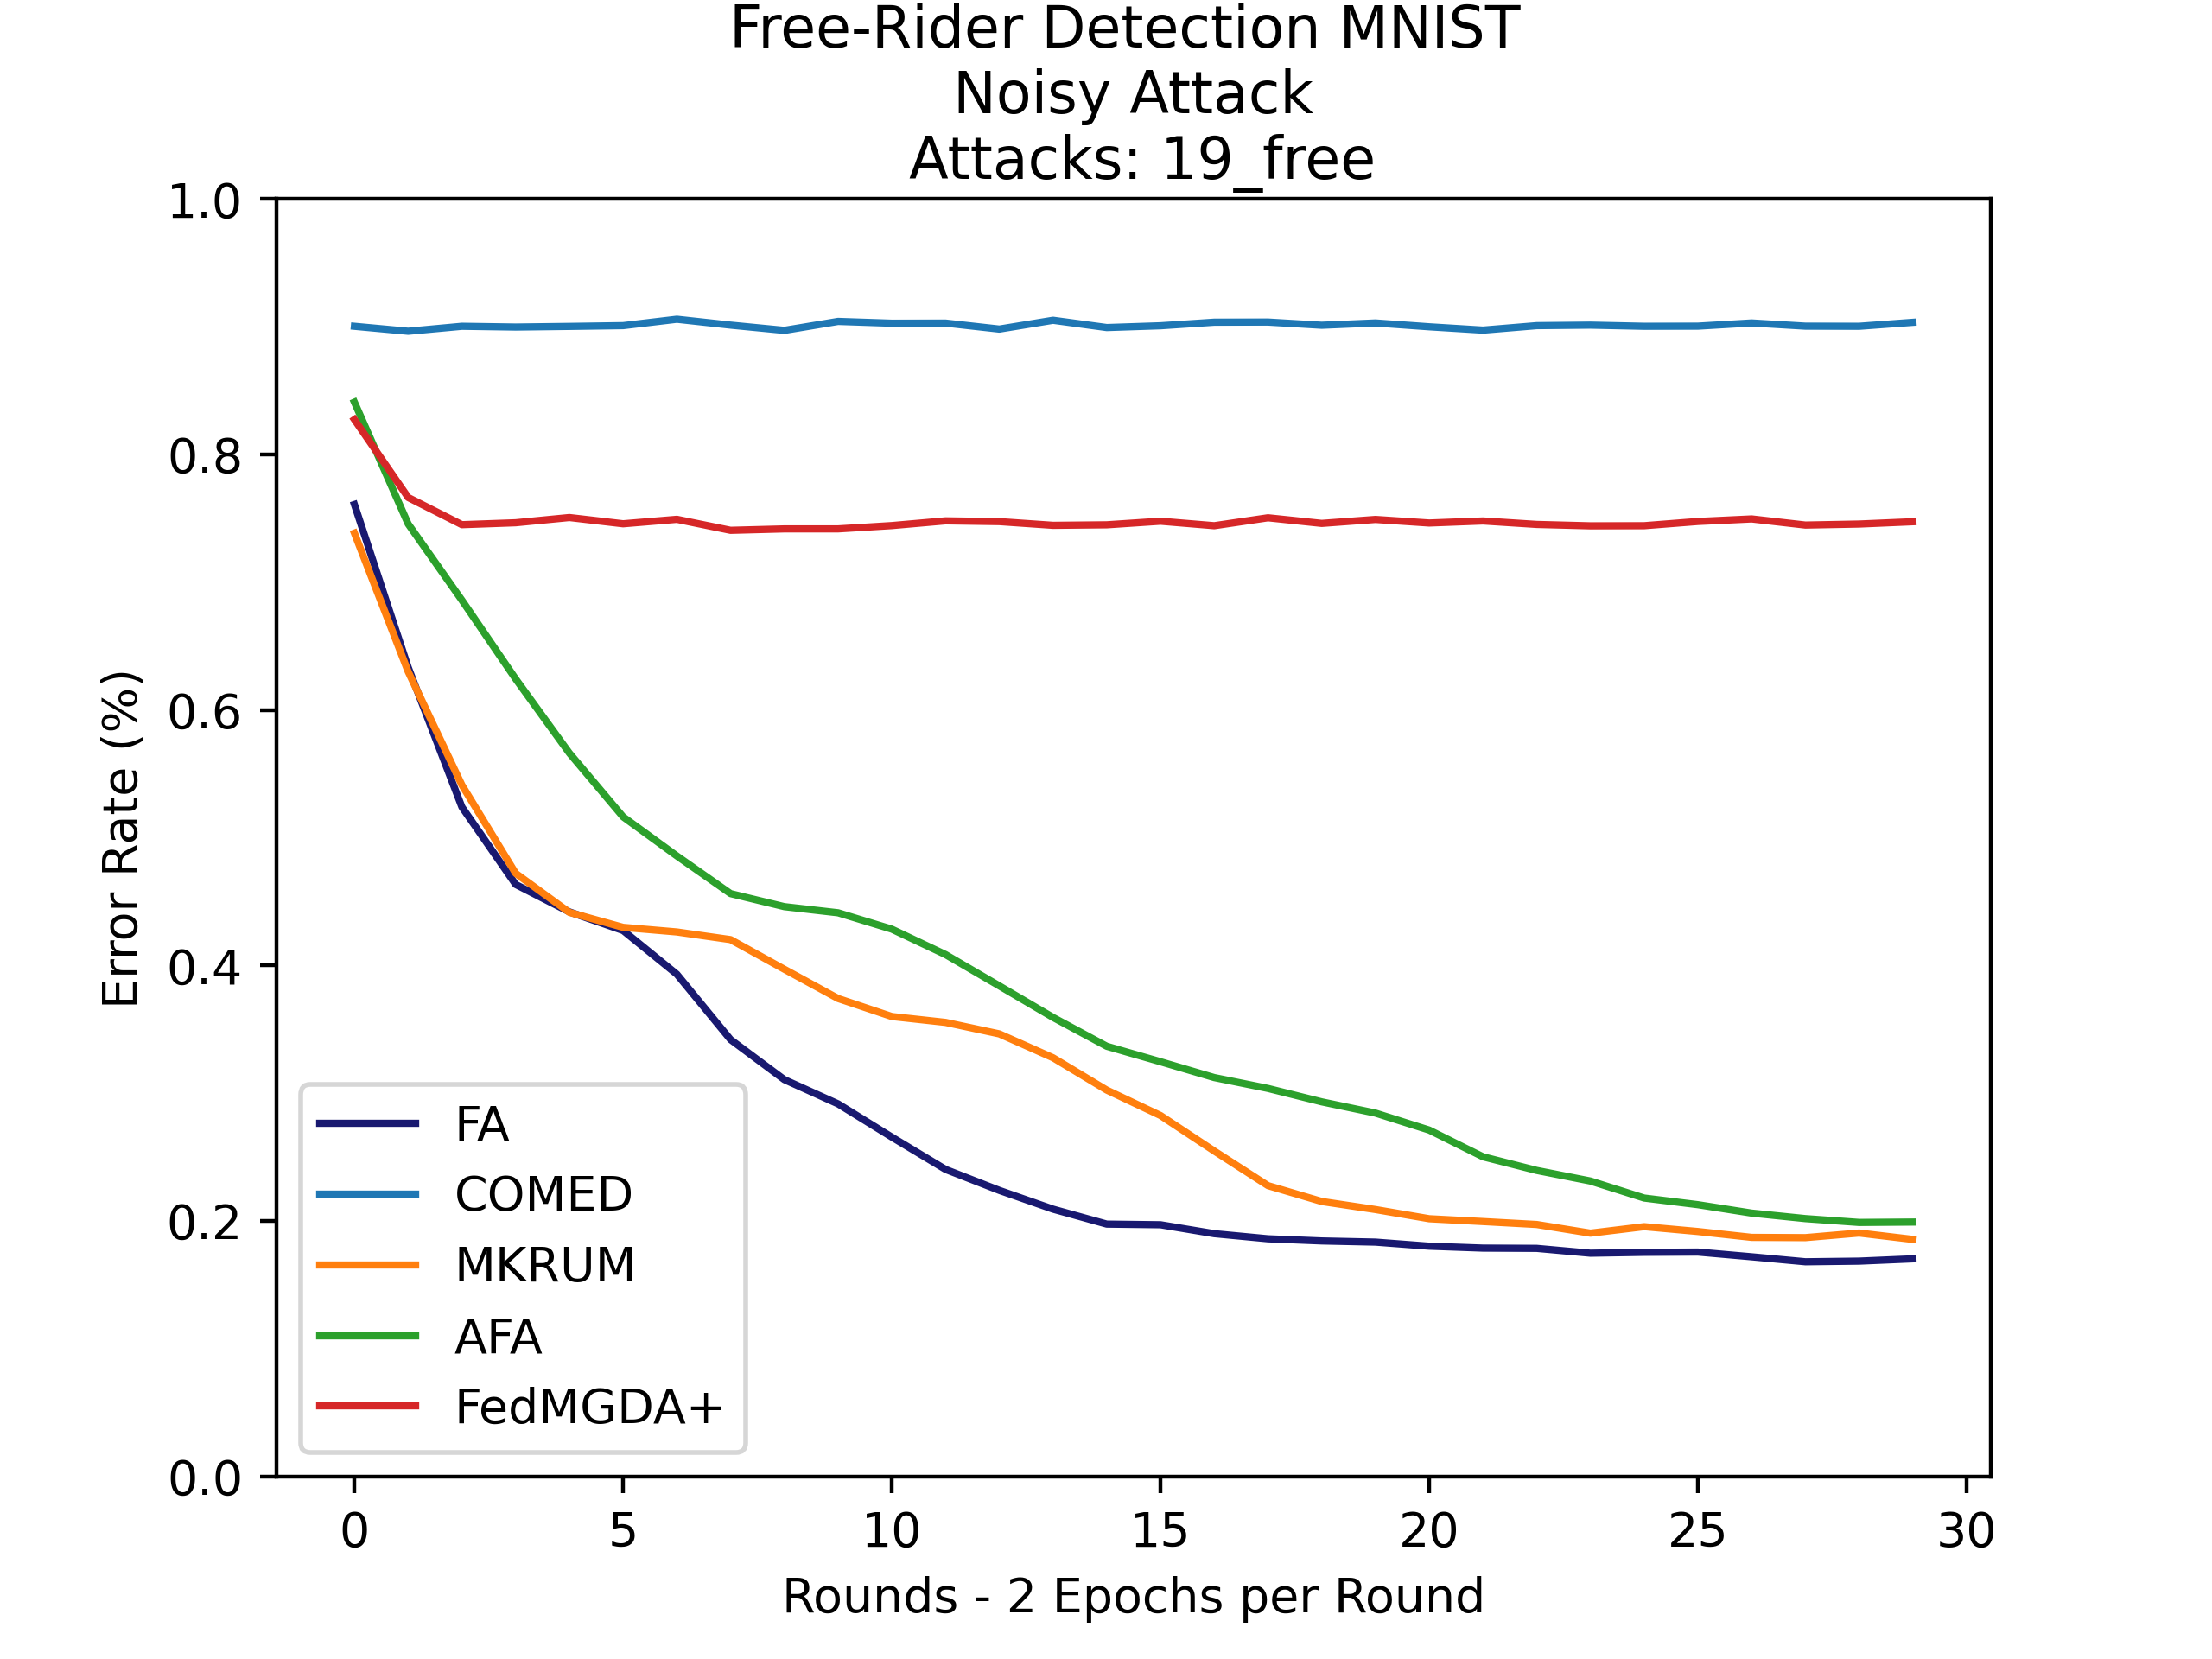 Free-Rider Detection MNIST
Noisy Attack
Attacks: 19_free
1.0
0.8
0.6
0.4
0.2
0.0
Error Rate (%)
FA
COMED
MKRUM
AFA
FedMGDA+
0 5 10 15 20 25 30
Rounds - 2 Epochs per Round